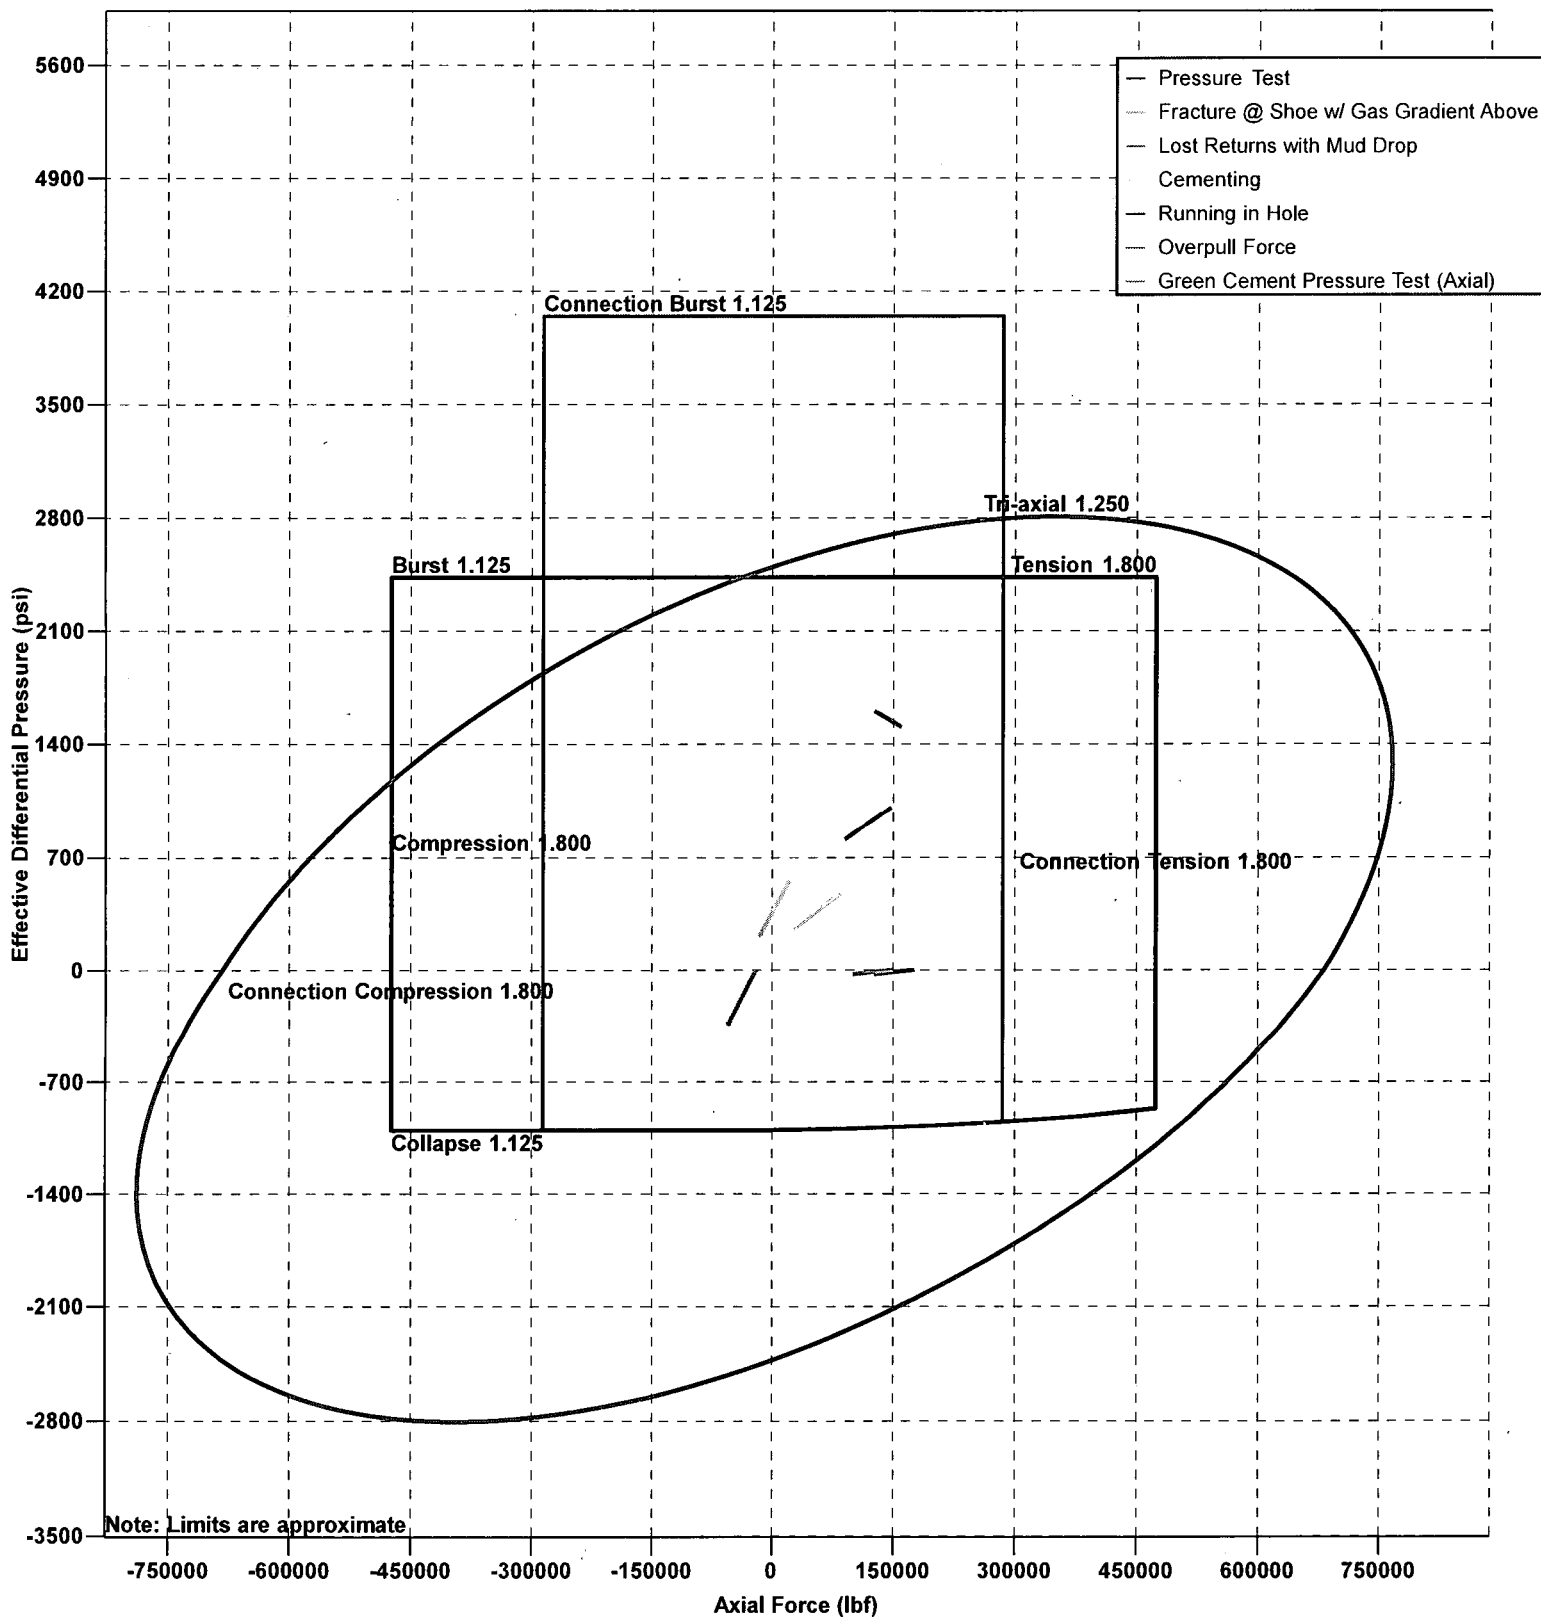 5600
4900
4200
3500
2800
2100
1400
700
0
-700
-1400
-2100
-2800
-3500
Effective Differential Pressure (psi)
Pressure Test
Fracture @ Shoe w/ Gas Gradient Above
Lost Returns with Mud Drop
Cementing
Running in Hole
Overpull Force
Green Cement Pressure Test (Axial)
Connection Burst 1.125
Tri-axial 1.250
Burst 1.125
Tension 1.800
Compression 1.800
Connection Tension 1.800
Connection Compression 1.800
Collapse 1.125
Note: Limits are approximate
-750000 -600000 -450000 -300000 -150000 0 150000 300000 450000 600000 750000
Axial Force (lbf)